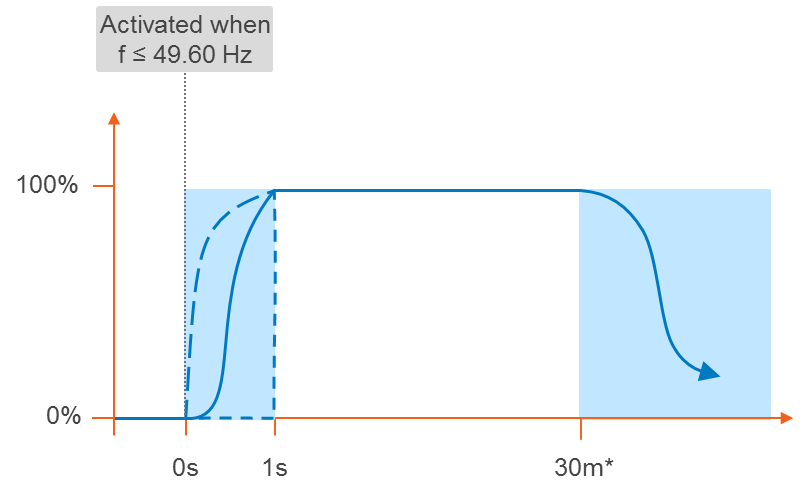 Activated when
f ≤ 49.60 Hz
100%
0%
0s
1s
30m*